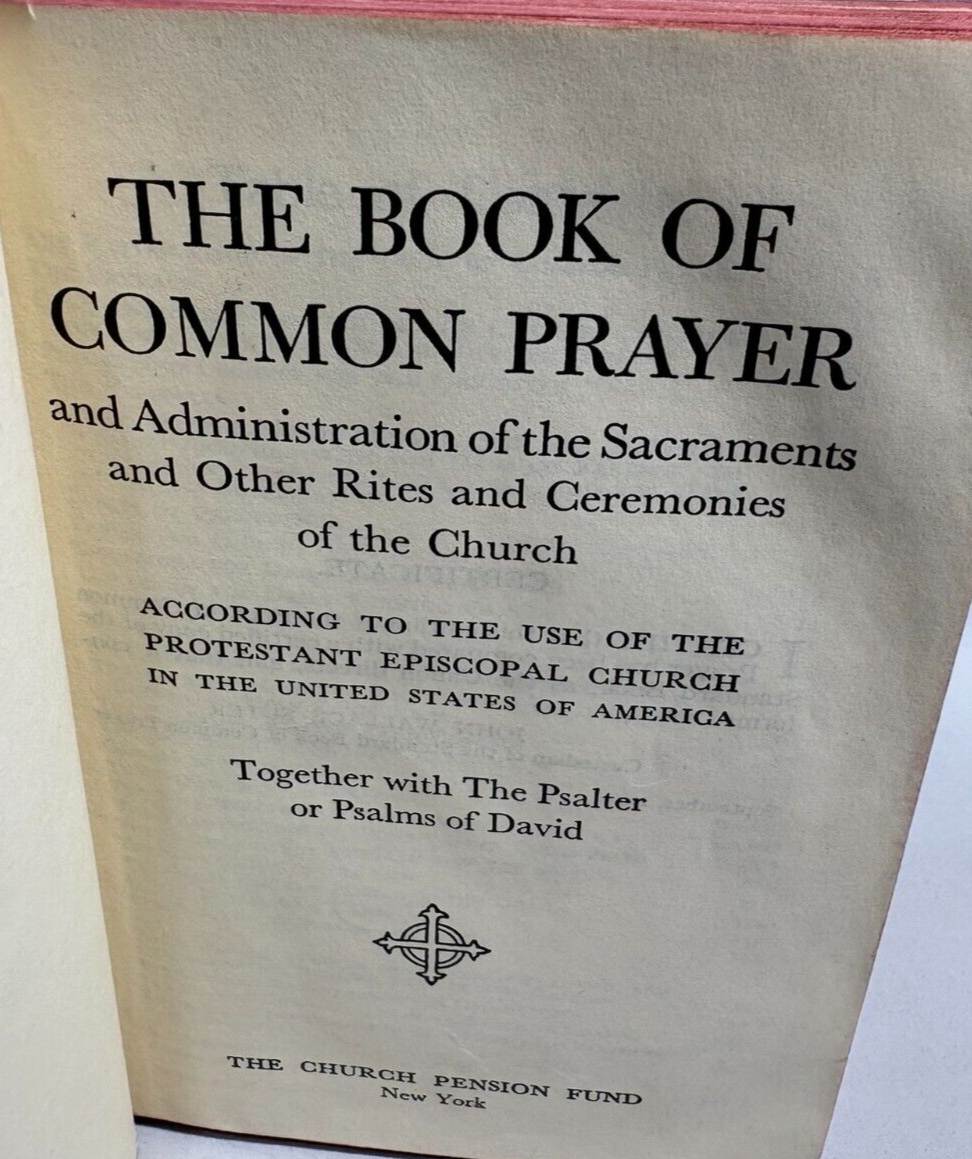 THE BOOK OF
COMMON PRAYER
and Administration of the Sacraments
and Other Rites and Ceremonies
of the Church
ACCORDING TO THE USE OF THE
PROTESTANT EPISCOPAL CHURCH
IN THE UNITED STATES OF AMERICA
Together with The Psalter
or Psalms of David
THE CHURCH PENSION FUND
New York